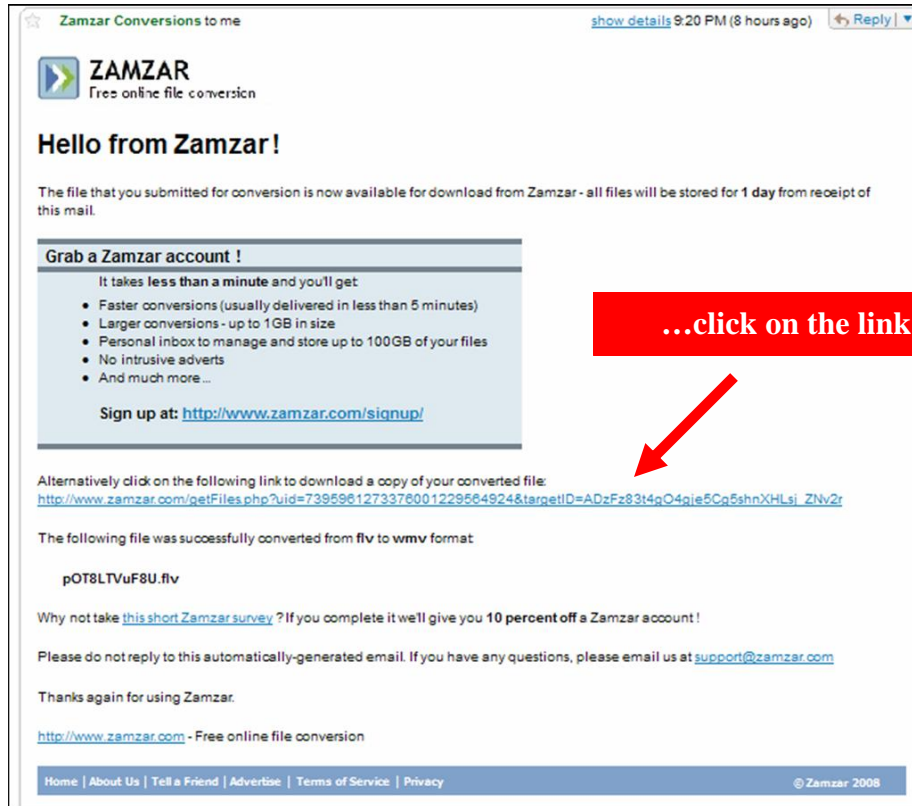 Zamzar Conversions to me show details 9:20 PM (8 hours ago) Reply
ZAMZAR
Free online file conversion
Hello from Zamzar!
The file that you submitted for conversion is now available for download from Zamzar - all files will be stored for 1 day from receipt of
this mail.
Grab a Zamzar account !
It takes less than a minute and you'll get
• Faster conversions (usually delivered in less than 5 minutes)
• Larger conversions - up to 1GB in size
• Personal inbox to manage and store up to 100GB of your files
• No intrusive adverts
• And much more ...
Sign up at: http://www.zamzar.com/signup/
…click on the link
Alternatively click on the following link to download a copy of your converted file:
http://www.zamzar.com/getFiles.php?uid=7395961273376001229564924&targetID=ADzFz83t4gO4gje5Cg5shnXHLsj_ZNv2r
The following file was successfully converted from flv to wmv format
pOT8LTVuF8U.flv
Why not take this short Zamzar survey ? If you complete it we'll give you 10 percent off a Zamzar account !
Please do not reply to this automatically-generated email. If you have any questions, please email us at support@zamzar.com
Thanks again for using Zamzar.
http://www.zamzar.com - Free online file conversion
Home | About Us | Tell a Friend | Advertise | Terms of Service | Privacy © Zamzar 2008